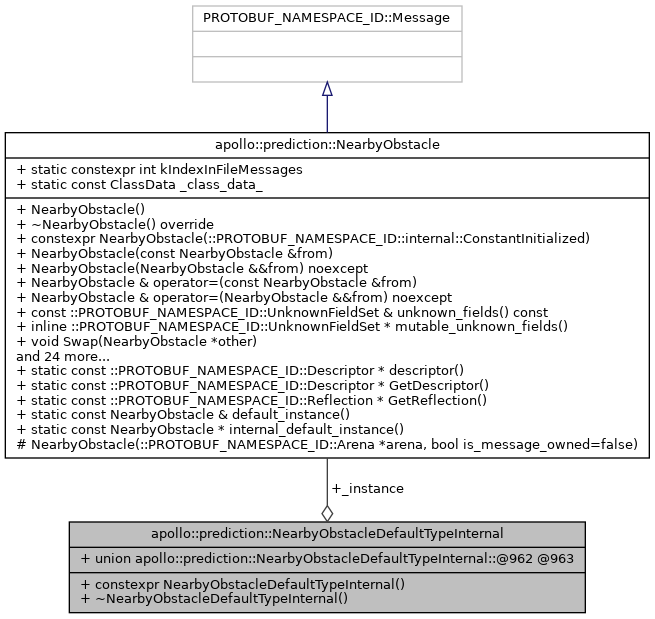 PROTOBUF_NAMESPACE_ID::Message
apollo::prediction::NearbyObstacle
+ static constexpr int kIndexInFileMessages
+ static const ClassData _class_data_
+ NearbyObstacle()
+ ~NearbyObstacle() override
+ constexpr NearbyObstacle(::PROTOBUF_NAMESPACE_ID::internal::ConstantInitialized)
+ NearbyObstacle(const NearbyObstacle &from)
+ NearbyObstacle(NearbyObstacle &&from) noexcept
+ NearbyObstacle & operator=(const NearbyObstacle &from)
+ NearbyObstacle & operator=(NearbyObstacle &&from) noexcept
+ const ::PROTOBUF_NAMESPACE_ID::UnknownFieldSet & unknown_fields() const
+ inline ::PROTOBUF_NAMESPACE_ID::UnknownFieldSet * mutable_unknown_fields()
+ void Swap(NearbyObstacle *other)
and 24 more...
+ static const ::PROTOBUF_NAMESPACE_ID::Descriptor * descriptor()
+ static const ::PROTOBUF_NAMESPACE_ID::Descriptor * GetDescriptor()
+ static const ::PROTOBUF_NAMESPACE_ID::Reflection * GetReflection()
+ static const NearbyObstacle & default_instance()
+ static const NearbyObstacle * internal_default_instance()
# NearbyObstacle(::PROTOBUF_NAMESPACE_ID::Arena *arena, bool is_message_owned=false)
+_instance
apollo::prediction::NearbyObstacleDefaultTypeInternal
+ union apollo::prediction::NearbyObstacleDefaultTypeInternal::@962 @963
+ constexpr NearbyObstacleDefaultTypeInternal()
+ ~NearbyObstacleDefaultTypeInternal()